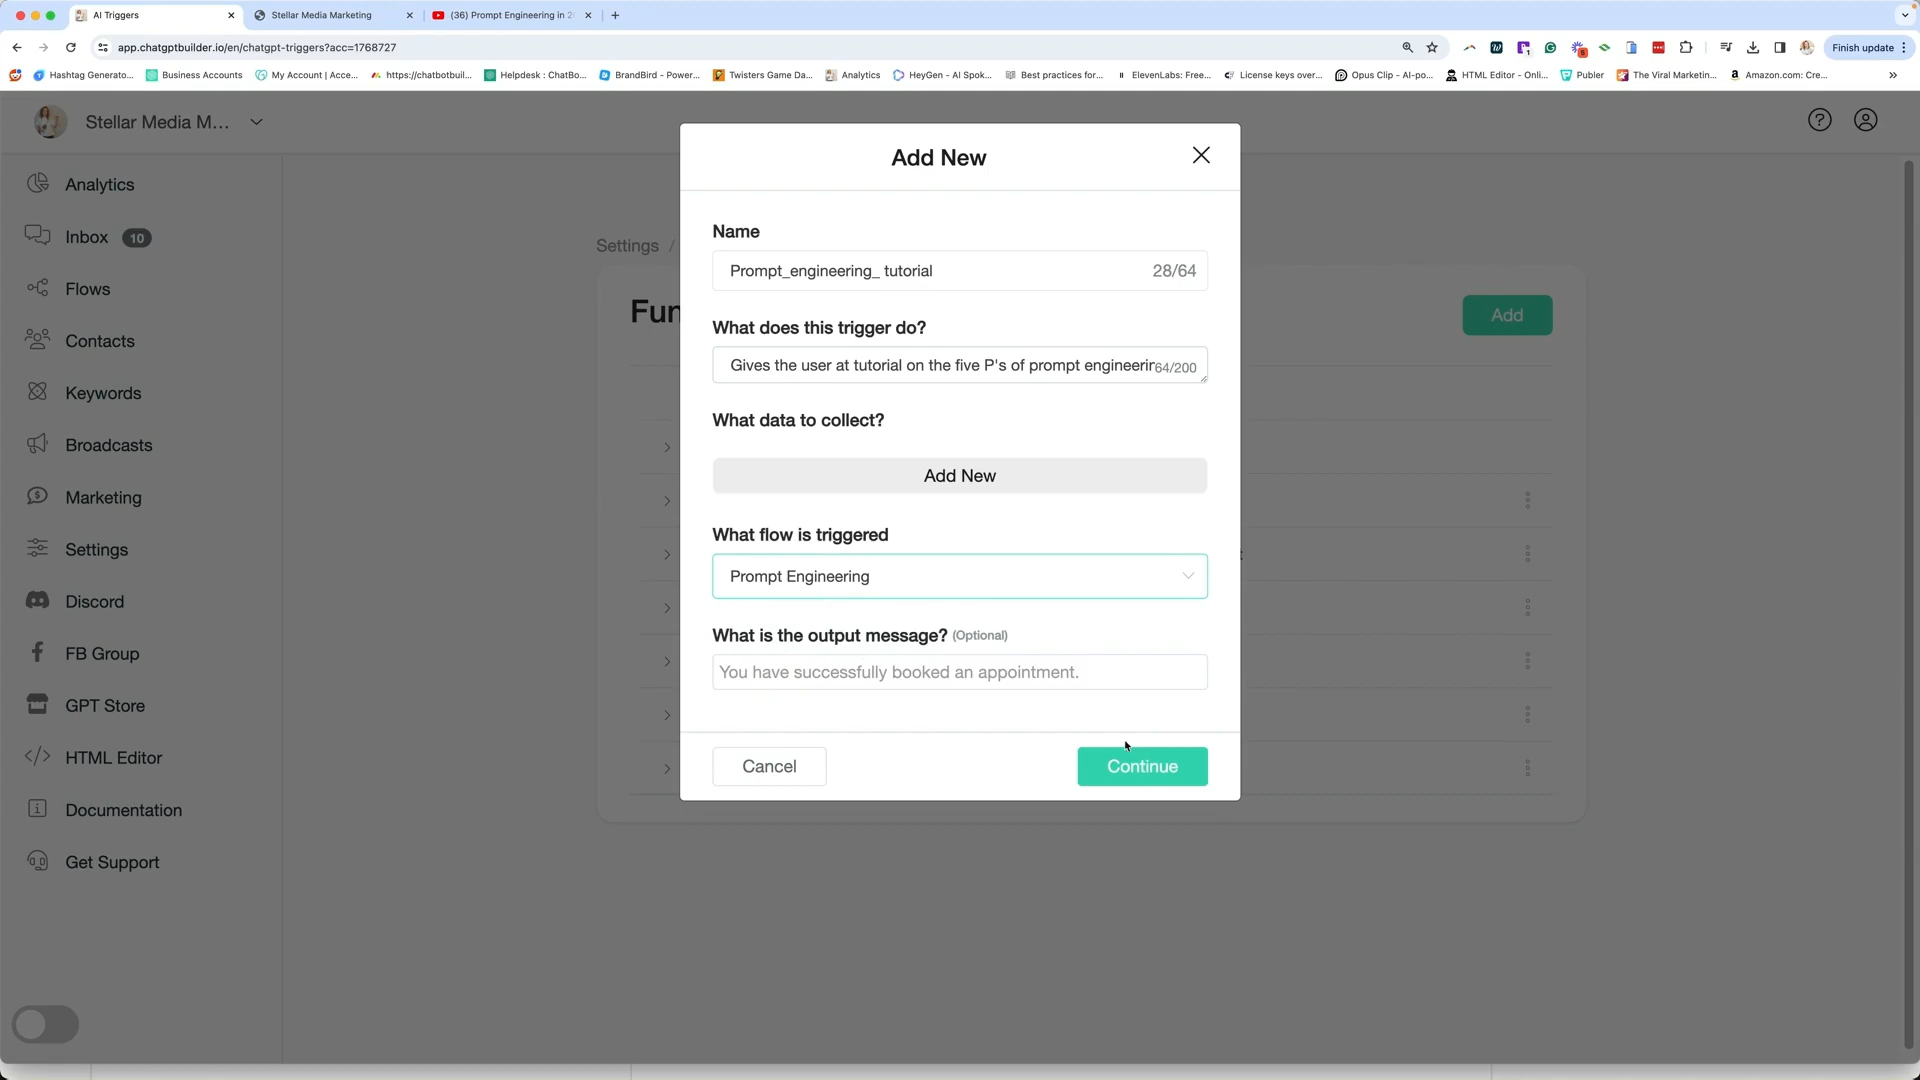 AI Triggers
Stellar Media Marketing
(36) Prompt Engineering in 2
app.chatgptbuilder.io/en/chatgpt-triggers?acc=1768727
Finish update
Hashtag Generato...
Business Accounts
My Account | Acce...
https://chatbotbuil...
Helpdesk : ChatBo...
BrandBird - Power...
Twisters Game Da...
Analytics
HeyGen - AI Spok...
Best practices for...
ElevenLabs: Free...
License keys over...
Opus Clip - AI-po...
HTML Editor - Onli...
Publer
The Viral Marketin...
Amazon.com: Cre...
Stellar Media M...
Analytics
Inbox 10
Flows
Contacts
Keywords
Broadcasts
Marketing
Settings
Discord
FB Group
GPT Store
HTML Editor
Documentation
Get Support
Settings /
Fun
Add
Add New
Name
Prompt_engineering_ tutorial 28/64
What does this trigger do?
Gives the user at tutorial on the five P's of prompt engineerin 64/200
What data to collect?
Add New
What flow is triggered
Prompt Engineering
What is the output message? (Optional)
You have successfully booked an appointment.
Cancel
Continue